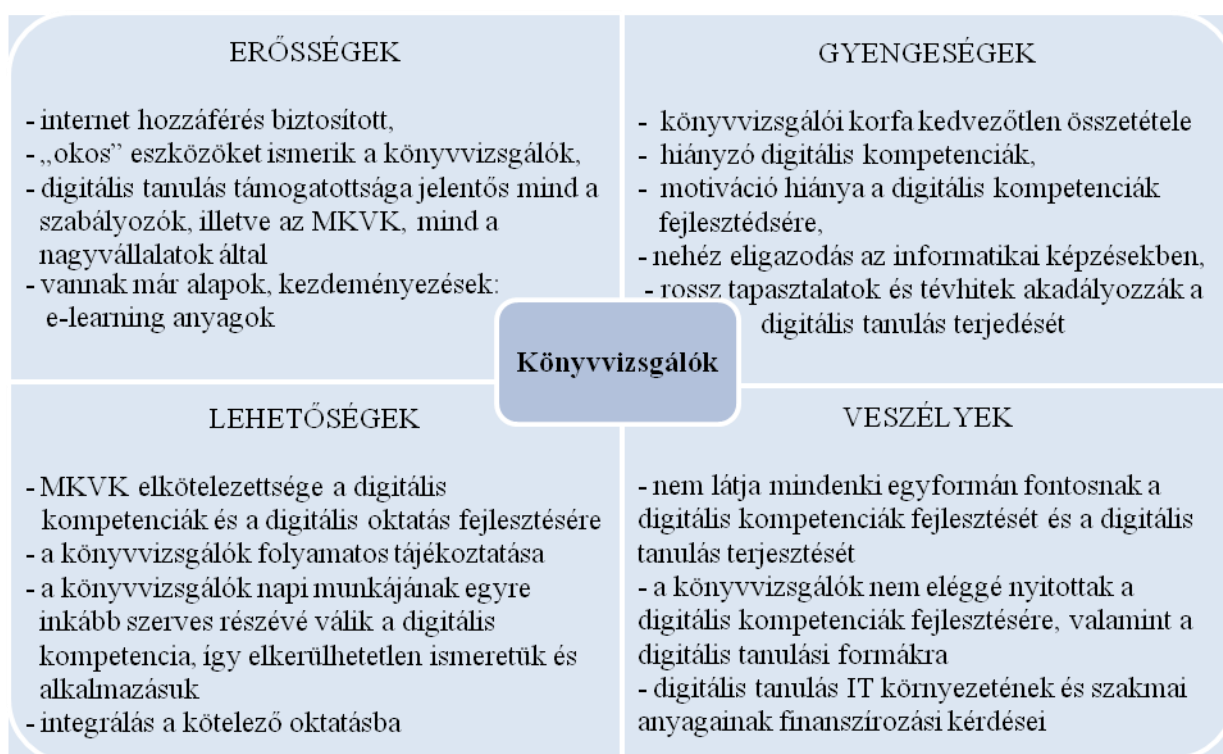 ERŐSSÉGEK
- internet hozzáférés biztosított,
- „okos” eszközöket ismerik a könyvvizsgálók,
- digitális tanulás támogatottsága jelentős mind a
szabályozók, illetve az MKVK, mind a
nagyvállalatok által
- vannak már alapok, kezdeményezések:
e-learning anyagok
GYENGESÉGEK
- könyvvizsgálói korfa kedvezőtlen összetétele
- hiányzó digitális kompetenciák,
- motiváció hiánya a digitális kompetenciák
fejlesztédsére,
- nehéz eligazodás az informatikai képzésekben,
- rossz tapasztalatok és tévhitek akadályozzák a
digitális tanulás terjedését
Könyvvizsgálók
LEHETŐSÉGEK
- MKVK elkötelezettsége a digitális
kompetenciák és a digitális oktatás fejlesztésére
- a könyvvizsgálók folyamatos tájékoztatása
- a könyvvizsgálók napi munkájának egyre
inkább szerves részévé válik a digitális
kompetencia, így elkerülhetetlen ismeretük és
alkalmazásuk
- integrálás a kötelező oktatásba
VESZÉLYEK
- nem látja mindenki egyformán fontosnak a
digitális kompetenciák fejlesztését és a digitális
tanulás terjesztését
- a könyvvizsgálók nem eléggé nyitottak a
digitális kompetenciák fejlesztésére, valamint a
digitális tanulási formákra
- digitális tanulás IT környezetének és szakmai
anyagainak finanszírozási kérdései